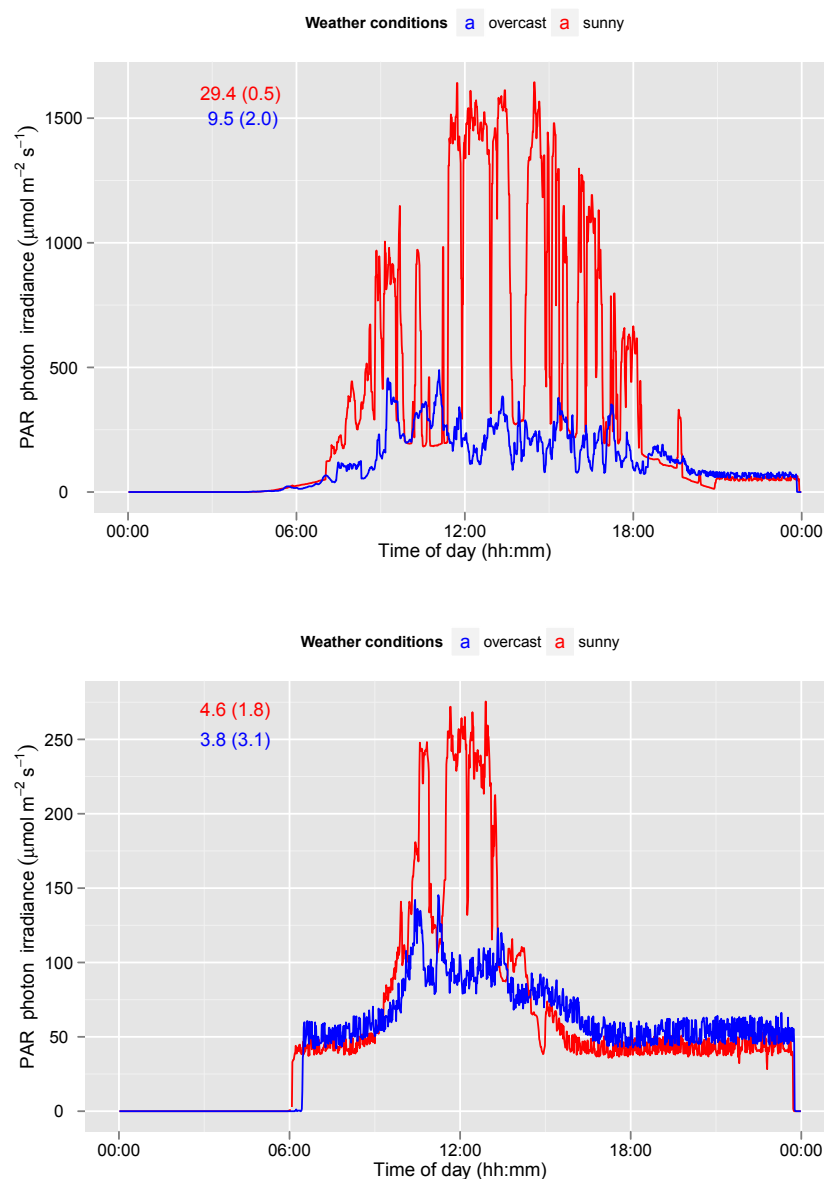 Weather conditions a overcast a sunny
29.4 (0.5)
9.5 (2.0)
PAR photon irradiance (μmol m⁻² s⁻¹)
1500
1000
500
0
00:00 06:00 12:00 18:00 00:00
Time of day (hh:mm)
Weather conditions a overcast a sunny
4.6 (1.8)
3.8 (3.1)
PAR photon irradiance (μmol m⁻² s⁻¹)
250
200
150
100
50
0
00:00 06:00 12:00 18:00 00:00
Time of day (hh:mm)